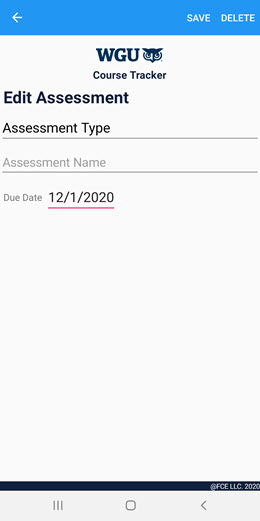 SAVE DELETE
WGU
Course Tracker
Edit Assessment
Assessment Type
Assessment Name
Due Date 12/1/2020
@FCE LLC. 2020